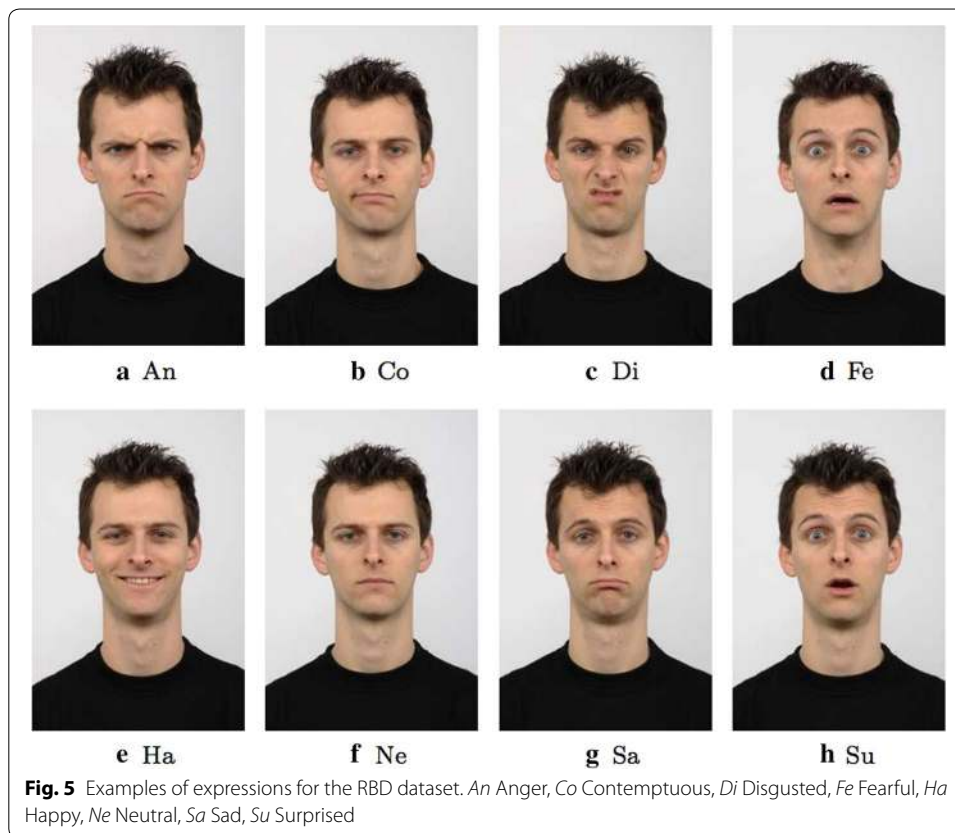 a An
b Co
c Di
d Fe
e Ha
f Ne
g Sa
h Su
Fig. 5 Examples of expressions for the RBD dataset. An Anger, Co Contemptuous, Di Disgusted, Fe Fearful, Ha
Happy, Ne Neutral, Sa Sad, Su Surprised